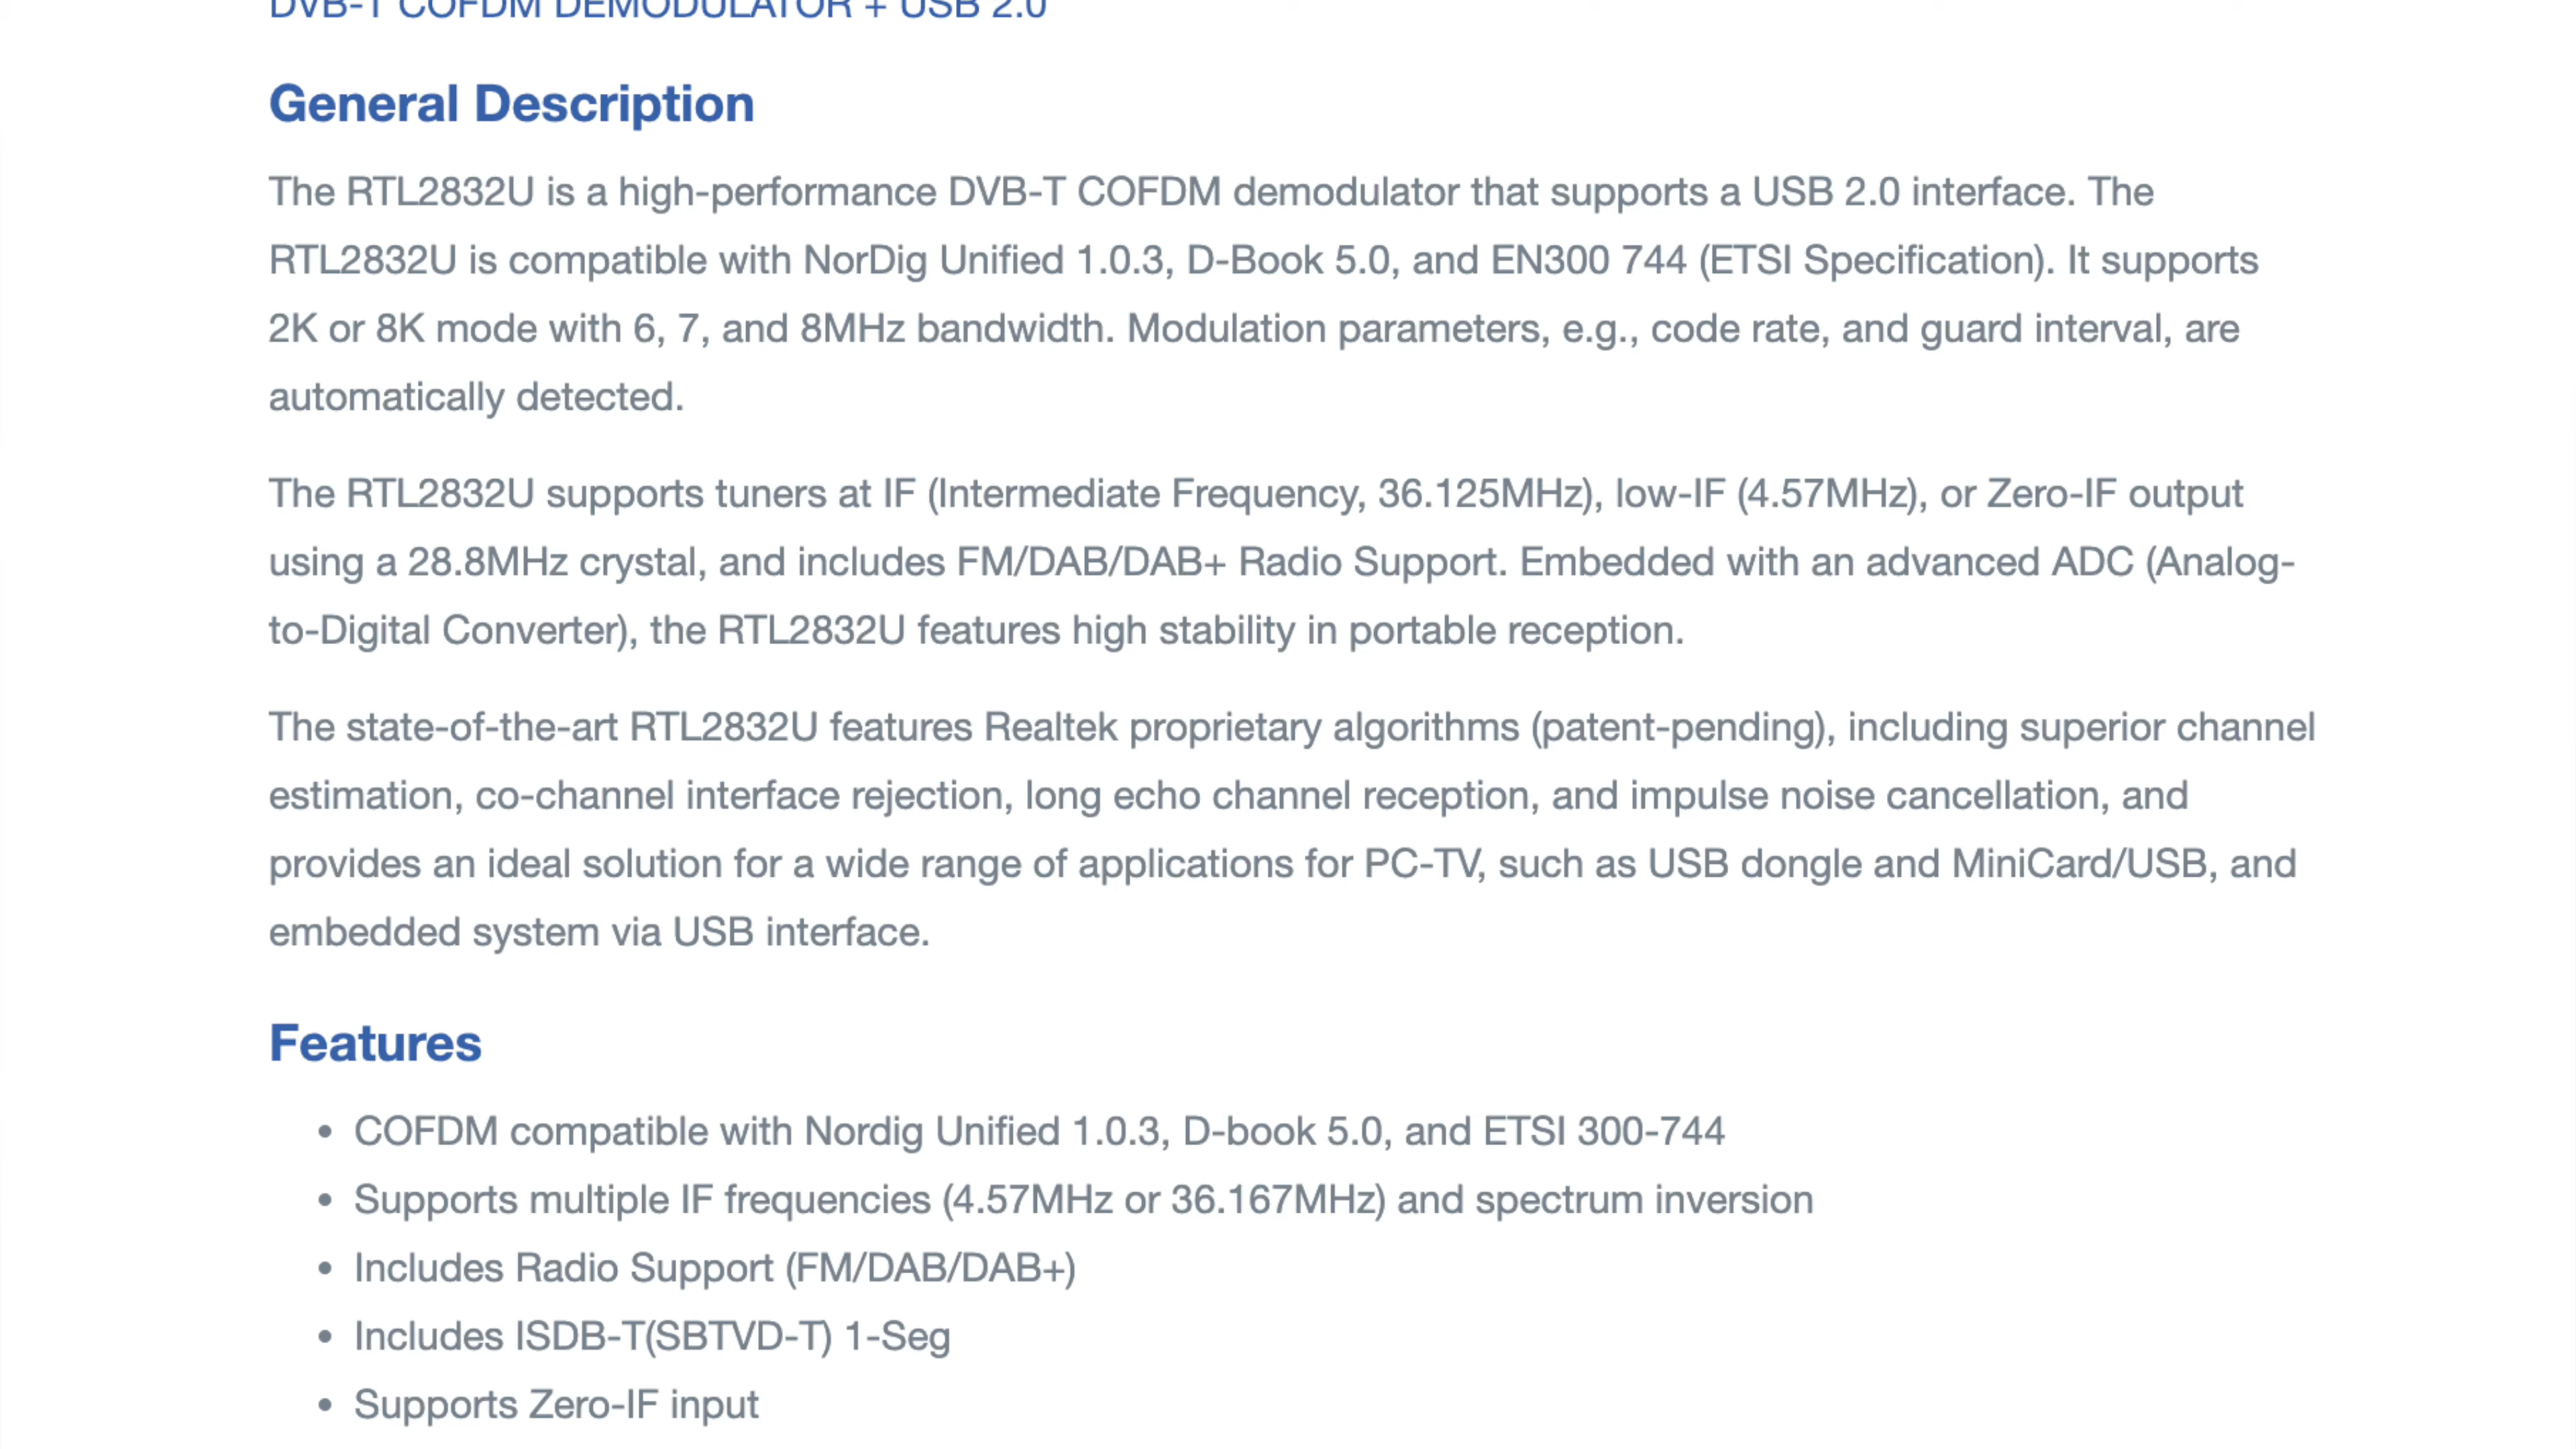 DVB-T COFDM DEMODULATOR + USB 2.0
General Description
The RTL2832U is a high-performance DVB-T COFDM demodulator that supports a USB 2.0 interface. The
RTL2832U is compatible with NorDig Unified 1.0.3, D-Book 5.0, and EN300 744 (ETSI Specification). It supports
2K or 8K mode with 6, 7, and 8MHz bandwidth. Modulation parameters, e.g., code rate, and guard interval, are
automatically detected.
The RTL2832U supports tuners at IF (Intermediate Frequency, 36.125MHz), low-IF (4.57MHz), or Zero-IF output
using a 28.8MHz crystal, and includes FM/DAB/DAB+ Radio Support. Embedded with an advanced ADC (Analog-
to-Digital Converter), the RTL2832U features high stability in portable reception.
The state-of-the-art RTL2832U features Realtek proprietary algorithms (patent-pending), including superior channel
estimation, co-channel interface rejection, long echo channel reception, and impulse noise cancellation, and
provides an ideal solution for a wide range of applications for PC-TV, such as USB dongle and MiniCard/USB, and
embedded system via USB interface.
Features
• COFDM compatible with Nordig Unified 1.0.3, D-book 5.0, and ETSI 300-744
• Supports multiple IF frequencies (4.57MHz or 36.167MHz) and spectrum inversion
• Includes Radio Support (FM/DAB/DAB+)
• Includes ISDB-T(SBTVD-T) 1-Seg
• Supports Zero-IF input